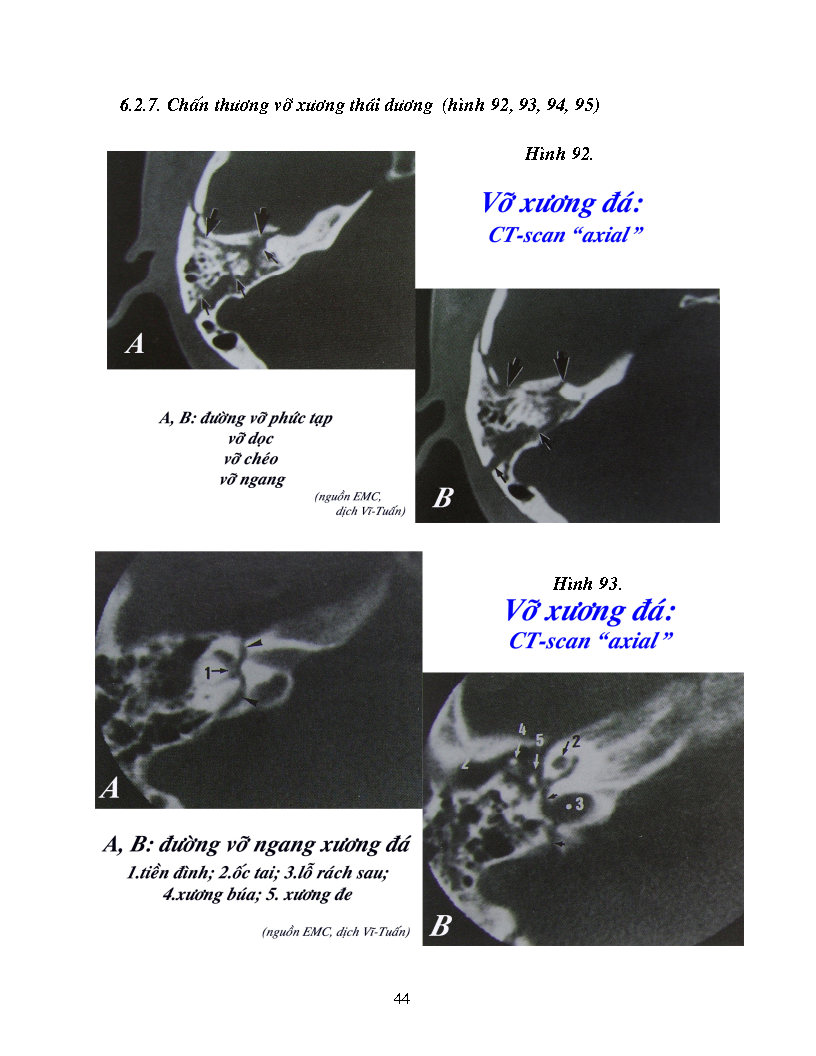 6.2.7. Chấn thương vỡ xương thái dương (hình 92, 93, 94, 95)
Hình 92.
Vỡ xương đá:
CT-scan “axial”
A
B
A, B: đường vỡ phức tạp
vỡ dọc
vỡ chéo
vỡ ngang
(nguồn EMC,
dịch Vĩ-Tuấn)
Hình 93.
Vỡ xương đá:
CT-scan “axial”
1
A
4
5
2
2
3
B
A, B: đường vỡ ngang xương đá
1.tiền đình; 2.ốc tai; 3.lỗ rách sau;
4.xương búa; 5. xương đe
(nguồn EMC, dịch Vĩ-Tuấn)
44